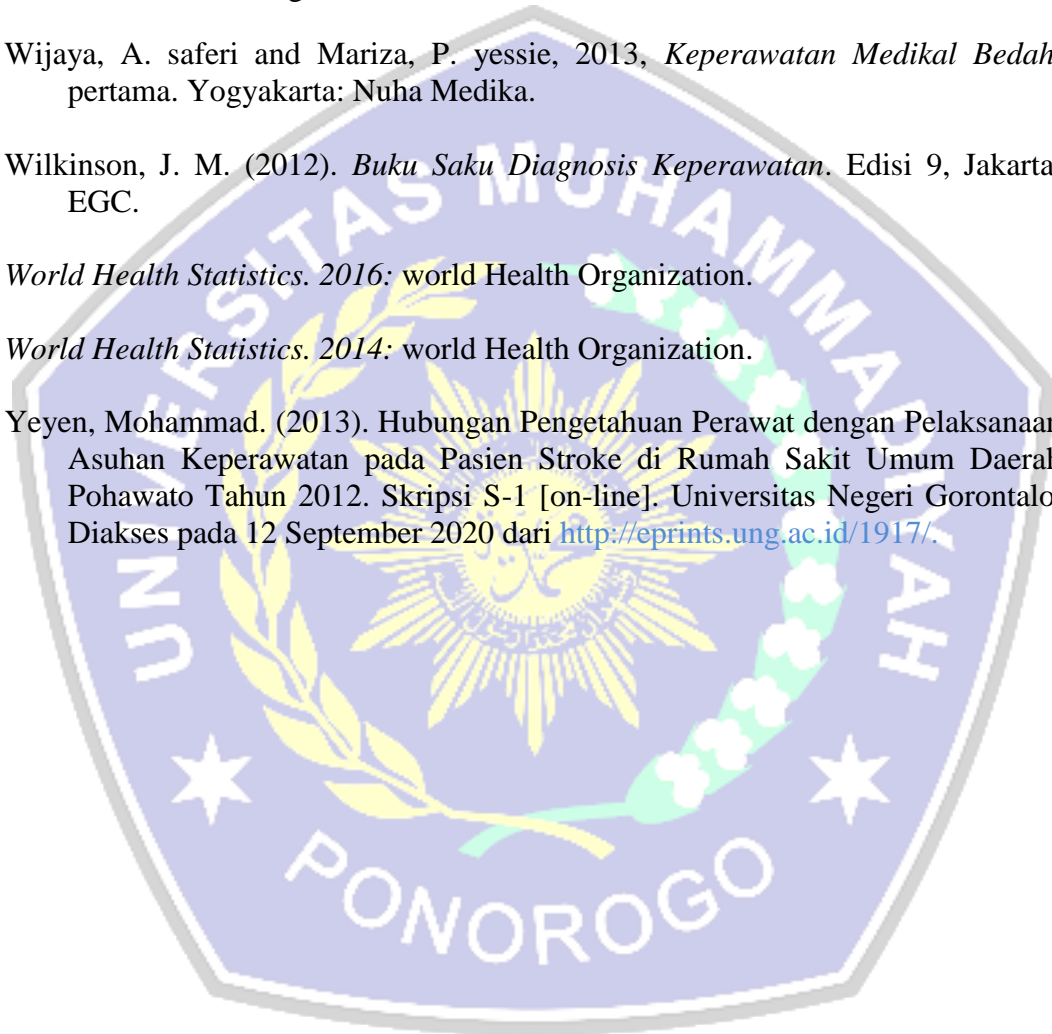 Wijaya, A. saferi and Mariza, P. yessie, 2013, Keperawatan Medikal Bedah
pertama. Yogyakarta: Nuha Medika.
Wilkinson, J. M. (2012). Buku Saku Diagnosis Keperawatan. Edisi 9, Jakarta
EGC.
World Health Statistics. 2016: world Health Organization.
World Health Statistics. 2014: world Health Organization.
Yeyen, Mohammad. (2013). Hubungan Pengetahuan Perawat dengan Pelaksanaan
Asuhan Keperawatan pada Pasien Stroke di Rumah Sakit Umum Daerah
Pohawato Tahun 2012. Skripsi S-1 [on-line]. Universitas Negeri Gorontalo
Diakses pada 12 September 2020 dari http://eprints.ung.ac.id/1917/.
UNIVERSITAS MUHAMMADIYAH
PONOROGO